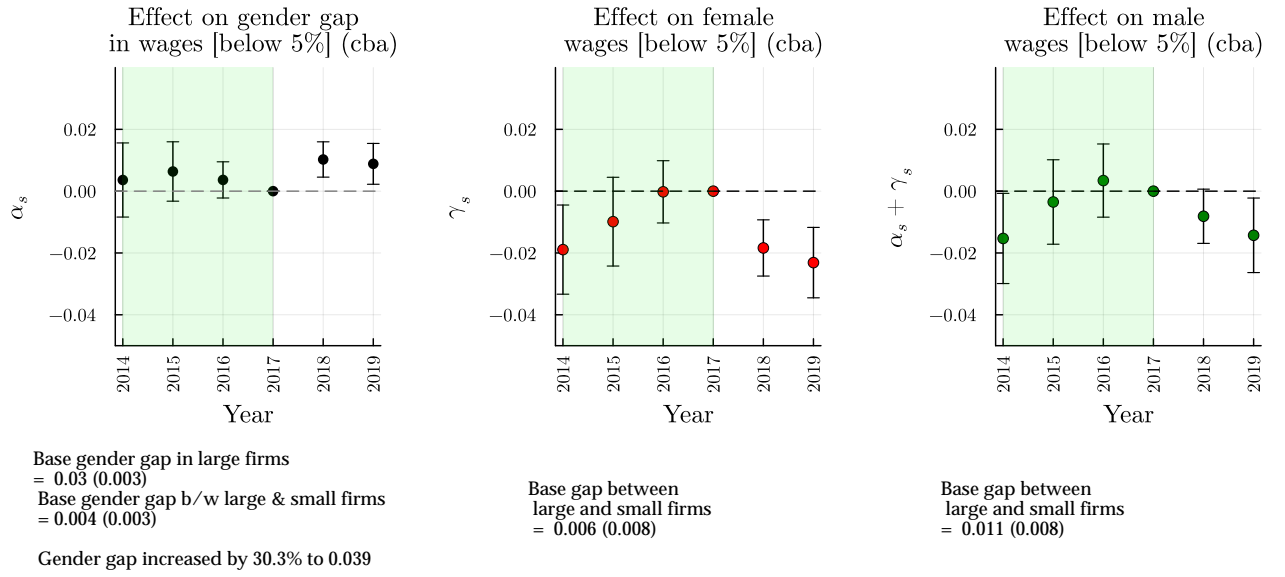 Effect on gender gap
in wages [below 5%] (cba)
0.02
0.00
−0.02
−0.04
α_s
2014
2015
2016
2017
2018
2019
Year
Base gender gap in large firms
= 0.03 (0.003)
Base gender gap b/w large & small firms
= 0.004 (0.003)
Gender gap increased by 30.3% to 0.039
Effect on female
wages [below 5%] (cba)
0.02
0.00
−0.02
−0.04
γ_s
2014
2015
2016
2017
2018
2019
Year
Base gap between
large and small firms
= 0.006 (0.008)
Effect on male
wages [below 5%] (cba)
0.02
0.00
−0.02
−0.04
α_s + γ_s
2014
2015
2016
2017
2018
2019
Year
Base gap between
large and small firms
= 0.011 (0.008)